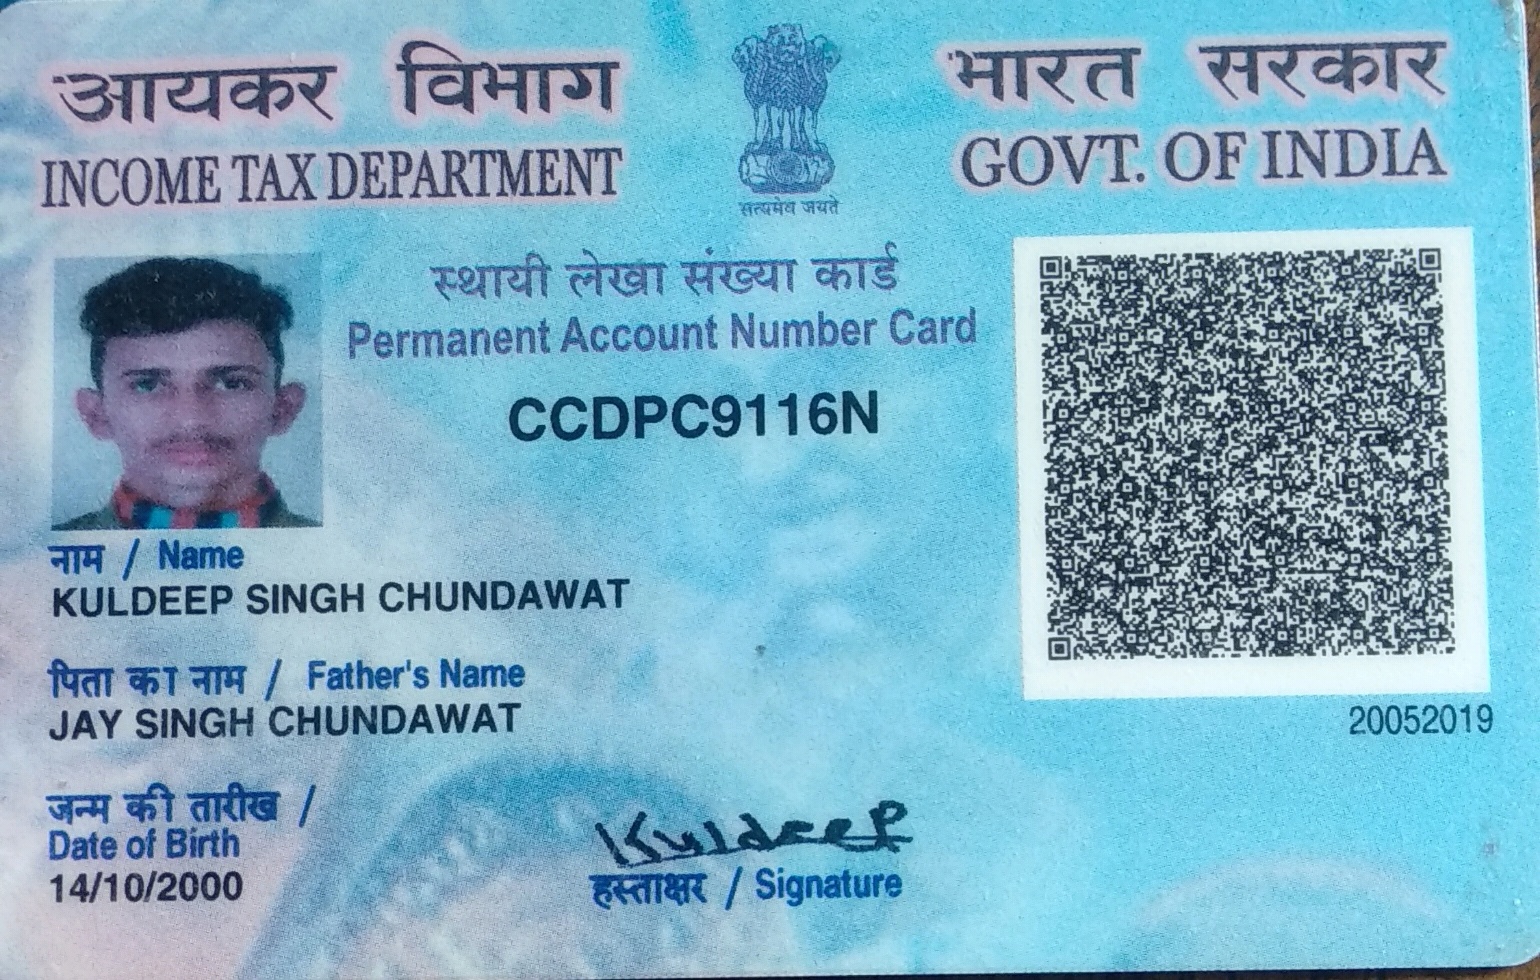 आयकर विभाग
INCOME TAX DEPARTMENT
सत्यमेव जयते
भारत सरकार
GOVT. OF INDIA
स्थायी लेखा संख्या कार्ड
Permanent Account Number Card
CCDPC9116N
नाम / Name
KULDEEP SINGH CHUNDAWAT
पिता का नाम / Father's Name
JAY SINGH CHUNDAWAT
20052019
जन्म की तारीख /
Date of Birth
14/10/2000
Kuldeep
हस्ताक्षर / Signature